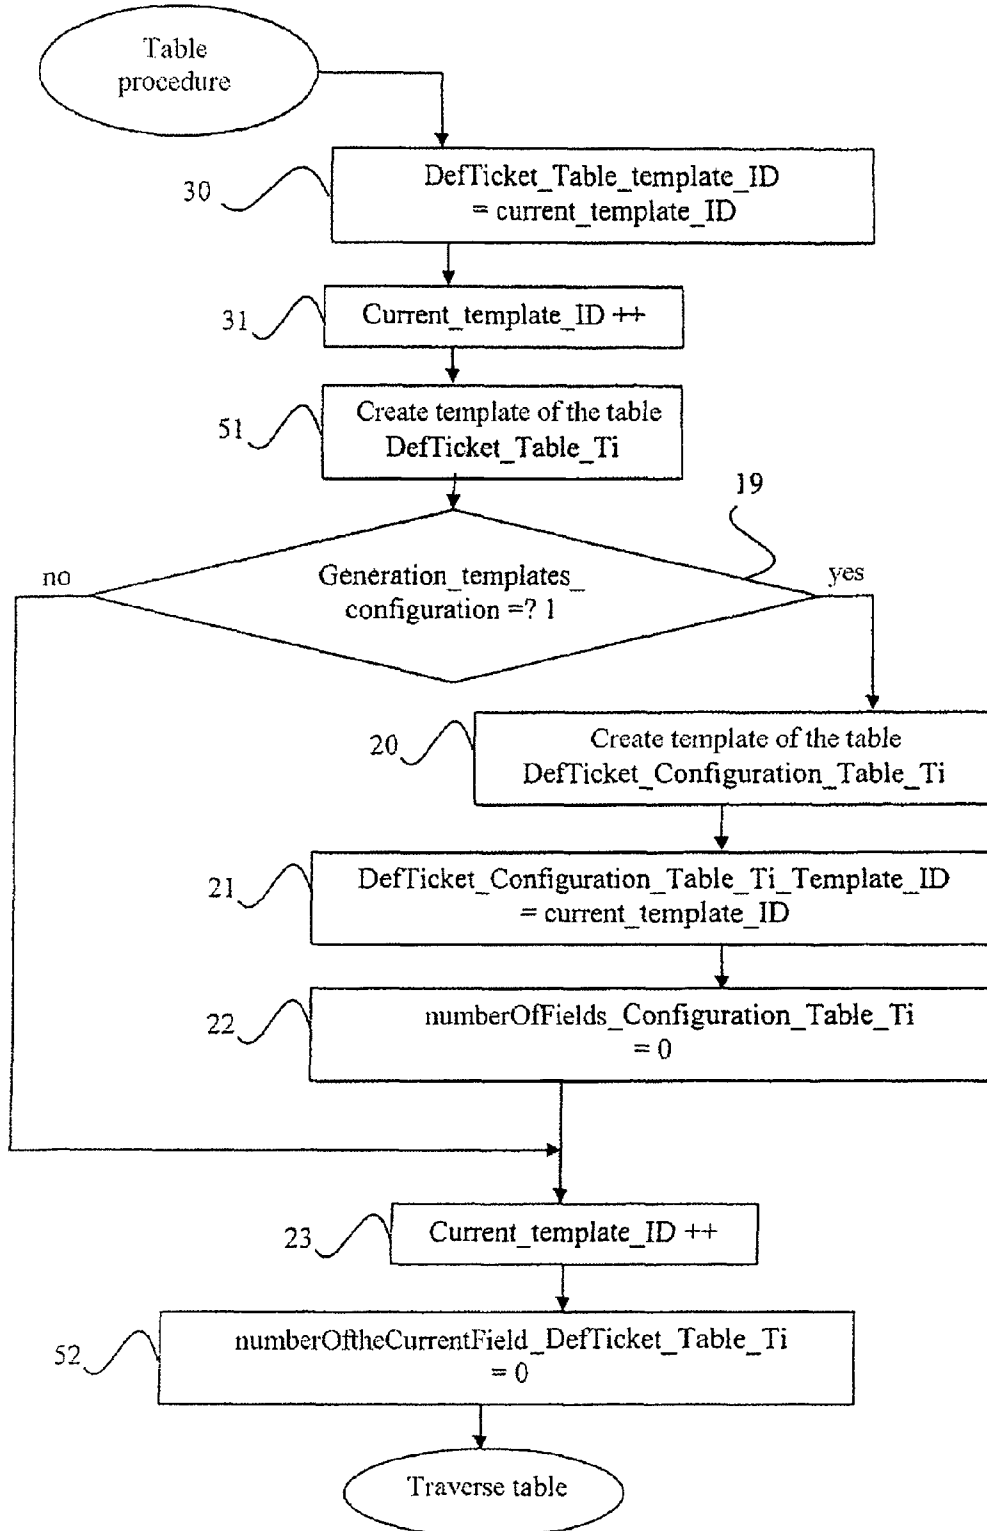 Table
procedure
30
DefTicket_Table_template_ID
= current_template_ID
31
Current_template_ID ++
51
Create template of the table
DefTicket_Table_Ti
19
no
Generation_templates_
configuration =? 1
yes
20
Create template of the table
DefTicket_Configuration_Table_Ti
21
DefTicket_Configuration_Table_Ti_Template_ID
= current_template_ID
22
numberOfFields_Configuration_Table_Ti
= 0
23
Current_template_ID ++
52
numberOftheCurrentField_DefTicket_Table_Ti
= 0
Traverse table